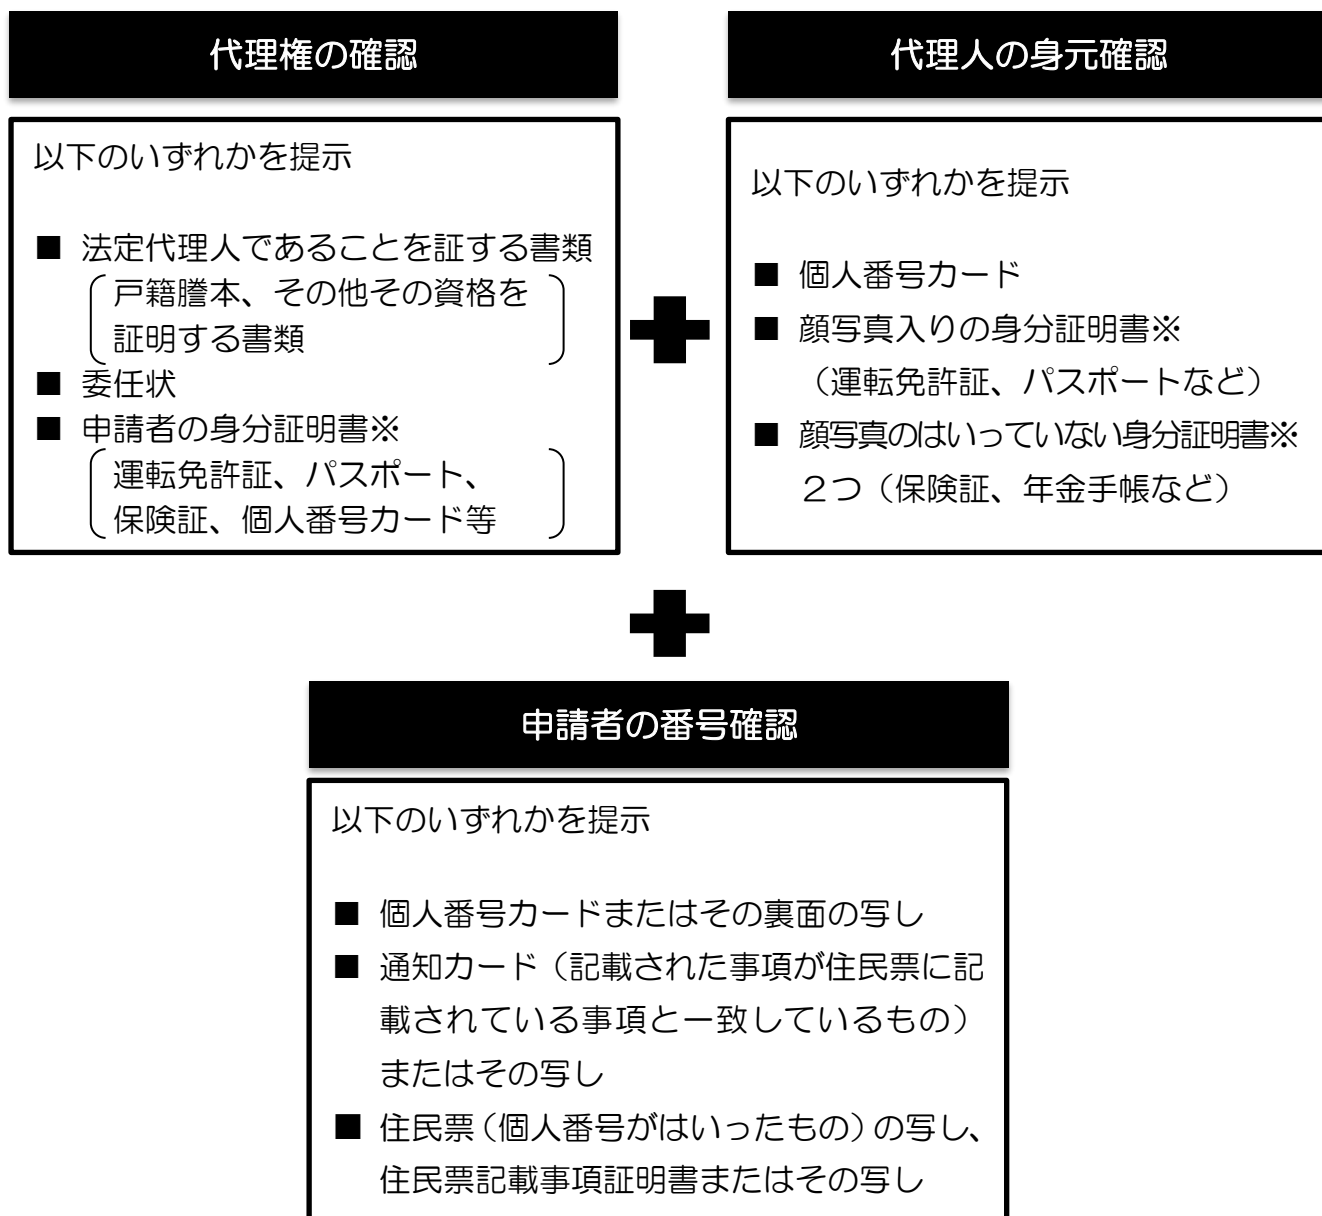 代理権の確認
以下のいずれかを提示
■ 法定代理人であることを証する書類
戸籍謄本、その他その資格を
証明する書類
■ 委任状
■ 申請者の身分証明書※
運転免許証、パスポート、
保険証、個人番号カード等
代理人の身元確認
以下のいずれかを提示
■ 個人番号カード
■ 顔写真入りの身分証明書※
（運転免許証、パスポートなど）
■ 顔写真のはいっていない身分証明書※
２つ（保険証、年金手帳など）
申請者の番号確認
以下のいずれかを提示
■ 個人番号カードまたはその裏面の写し
■ 通知カード（記載された事項が住民票に記
載されている事項と一致しているもの）
またはその写し
■ 住民票（個人番号がはいったもの）の写し、
住民票記載事項証明書またはその写し